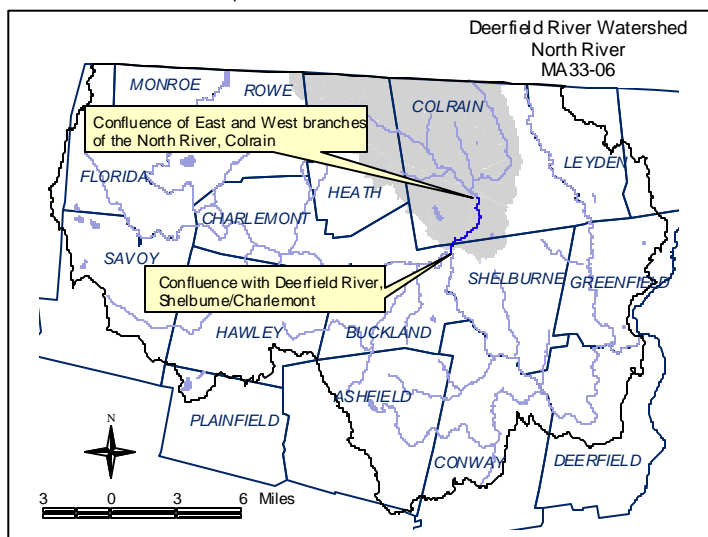 Deerfield River Watershed
North River
MA33-06
MONROE
ROWE
COLRAIN
Confluence of East and West branches
of the North River, Colrain
LEYDEN
FLORIDA
HEATH
CHARLEMONT
SAVOY
Confluence with Deerfield River,
Shelburne/Charlemont
SHELBURNE
GREENFIELD
HAWLEY
BUCKLAND
ASHFIELD
PLAINFIELD
CONWAY
DEERFIELD
N
3 0 3 6 Miles